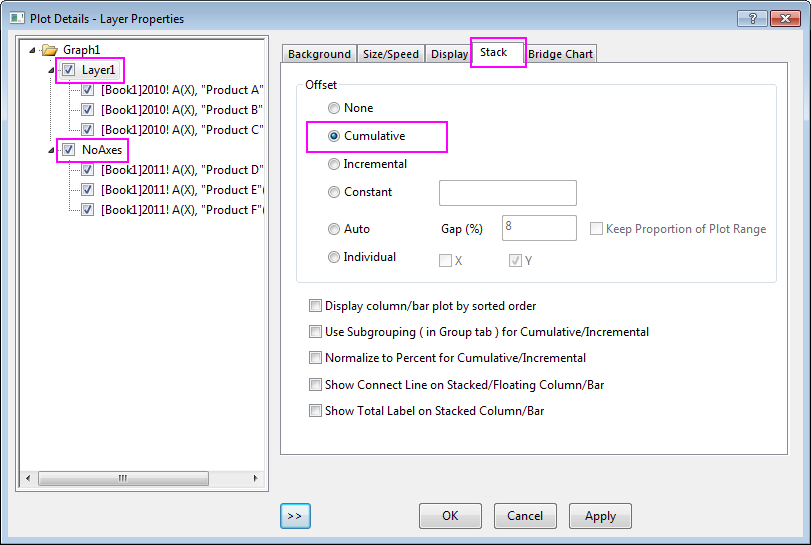 Plot Details - Layer Properties
?
Graph1
Layer1
[Book1]2010! A(X), "Product A"
[Book1]2010! A(X), "Product B"
[Book1]2010! A(X), "Product C"
NoAxes
[Book1]2011! A(X), "Product D"
[Book1]2011! A(X), "Product E"(
[Book1]2011! A(X), "Product F"(
Background Size/Speed Display Stack Bridge Chart
Offset
None
Cumulative
Incremental
Constant
Auto Gap (%) 8 Keep Proportion of Plot Range
Individual X Y
Display column/bar plot by sorted order
Use Subgrouping ( in Group tab ) for Cumulative/Incremental
Normalize to Percent for Cumulative/Incremental
Show Connect Line on Stacked/Floating Column/Bar
Show Total Label on Stacked Column/Bar
>> OK Cancel Apply